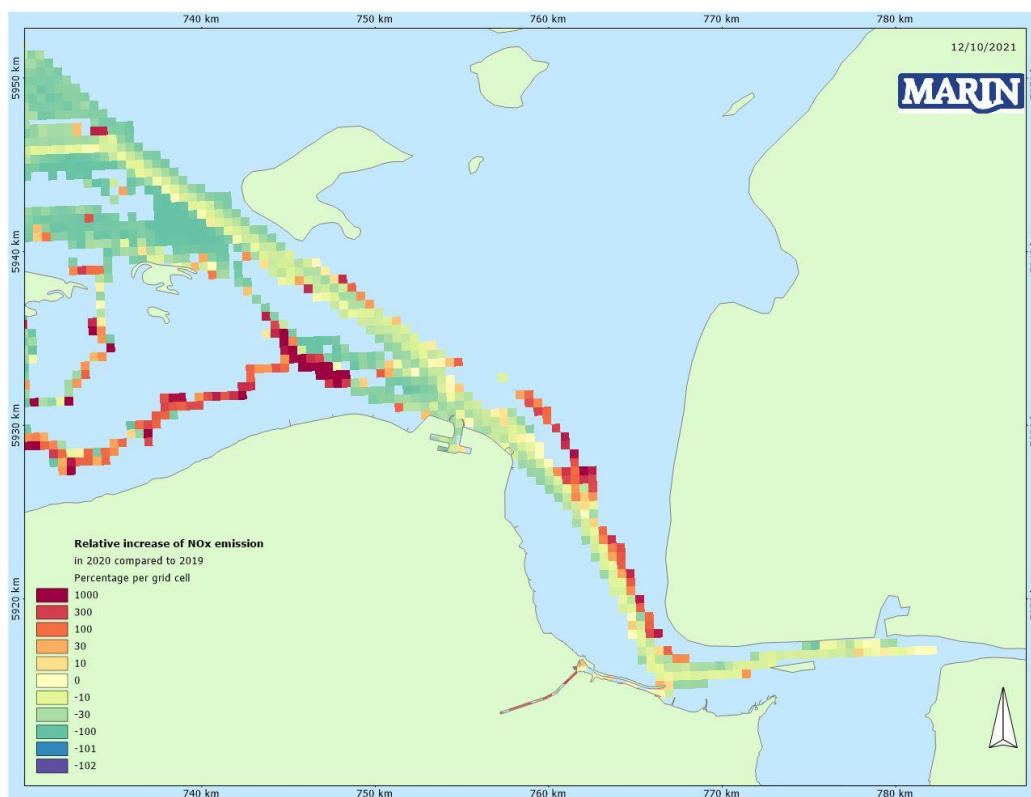 740 km 750 km 760 km 770 km 780 km
12/10/2021
MARIN
5950 km
5940 km
5930 km
5920 km
Relative increase of NOx emission
in 2020 compared to 2019
Percentage per grid cell
1000
300
100
30
10
0
-10
-30
-100
-101
-102
740 km 750 km 760 km 770 km 780 km